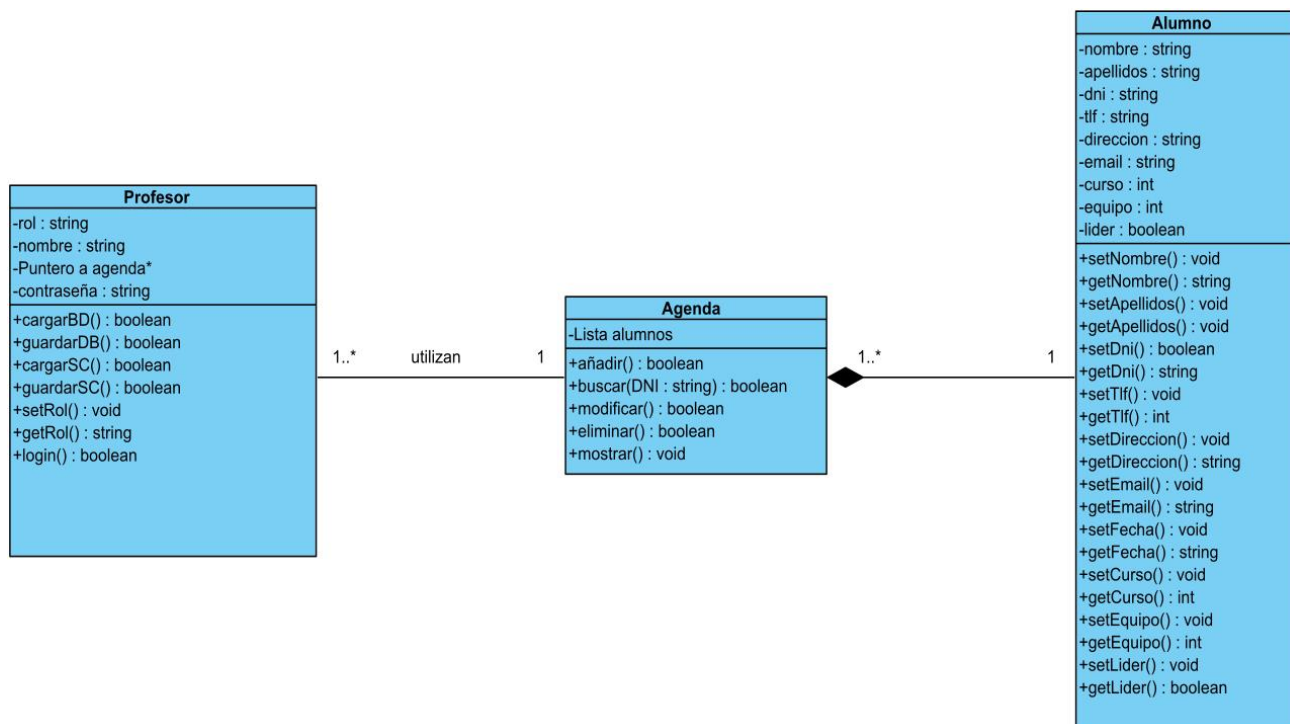 Profesor
-rol : string
-nombre : string
-Puntero a agenda*
-contraseña : string
+cargarBD() : boolean
+guardarDB() : boolean
+cargarSC() : boolean
+guardarSC() : boolean
+setRol() : void
+getRol() : string
+login() : boolean
1..* utilizan 1
Agenda
-Lista alumnos
+añadir() : boolean
+buscar(DNI : string) : boolean
+modificar() : boolean
+eliminar() : boolean
+mostrar() : void
1..* 1
Alumno
-nombre : string
-apellidos : string
-dni : string
-tlf : string
-direccion : string
-email : string
-curso : int
-equipo : int
-lider : boolean
+setNombre() : void
+getNombre() : string
+setApellidos() : void
+getApellidos() : void
+setDni() : boolean
+getDni() : string
+setTlf() : void
+getTlf() : int
+setDireccion() : void
+getDireccion() : string
+setEmail() : void
+getEmail() : string
+setFecha() : void
+getFecha() : string
+setCurso() : void
+getCurso() : int
+setEquipo() : void
+getEquipo() : int
+setLider() : void
+getLider() : boolean